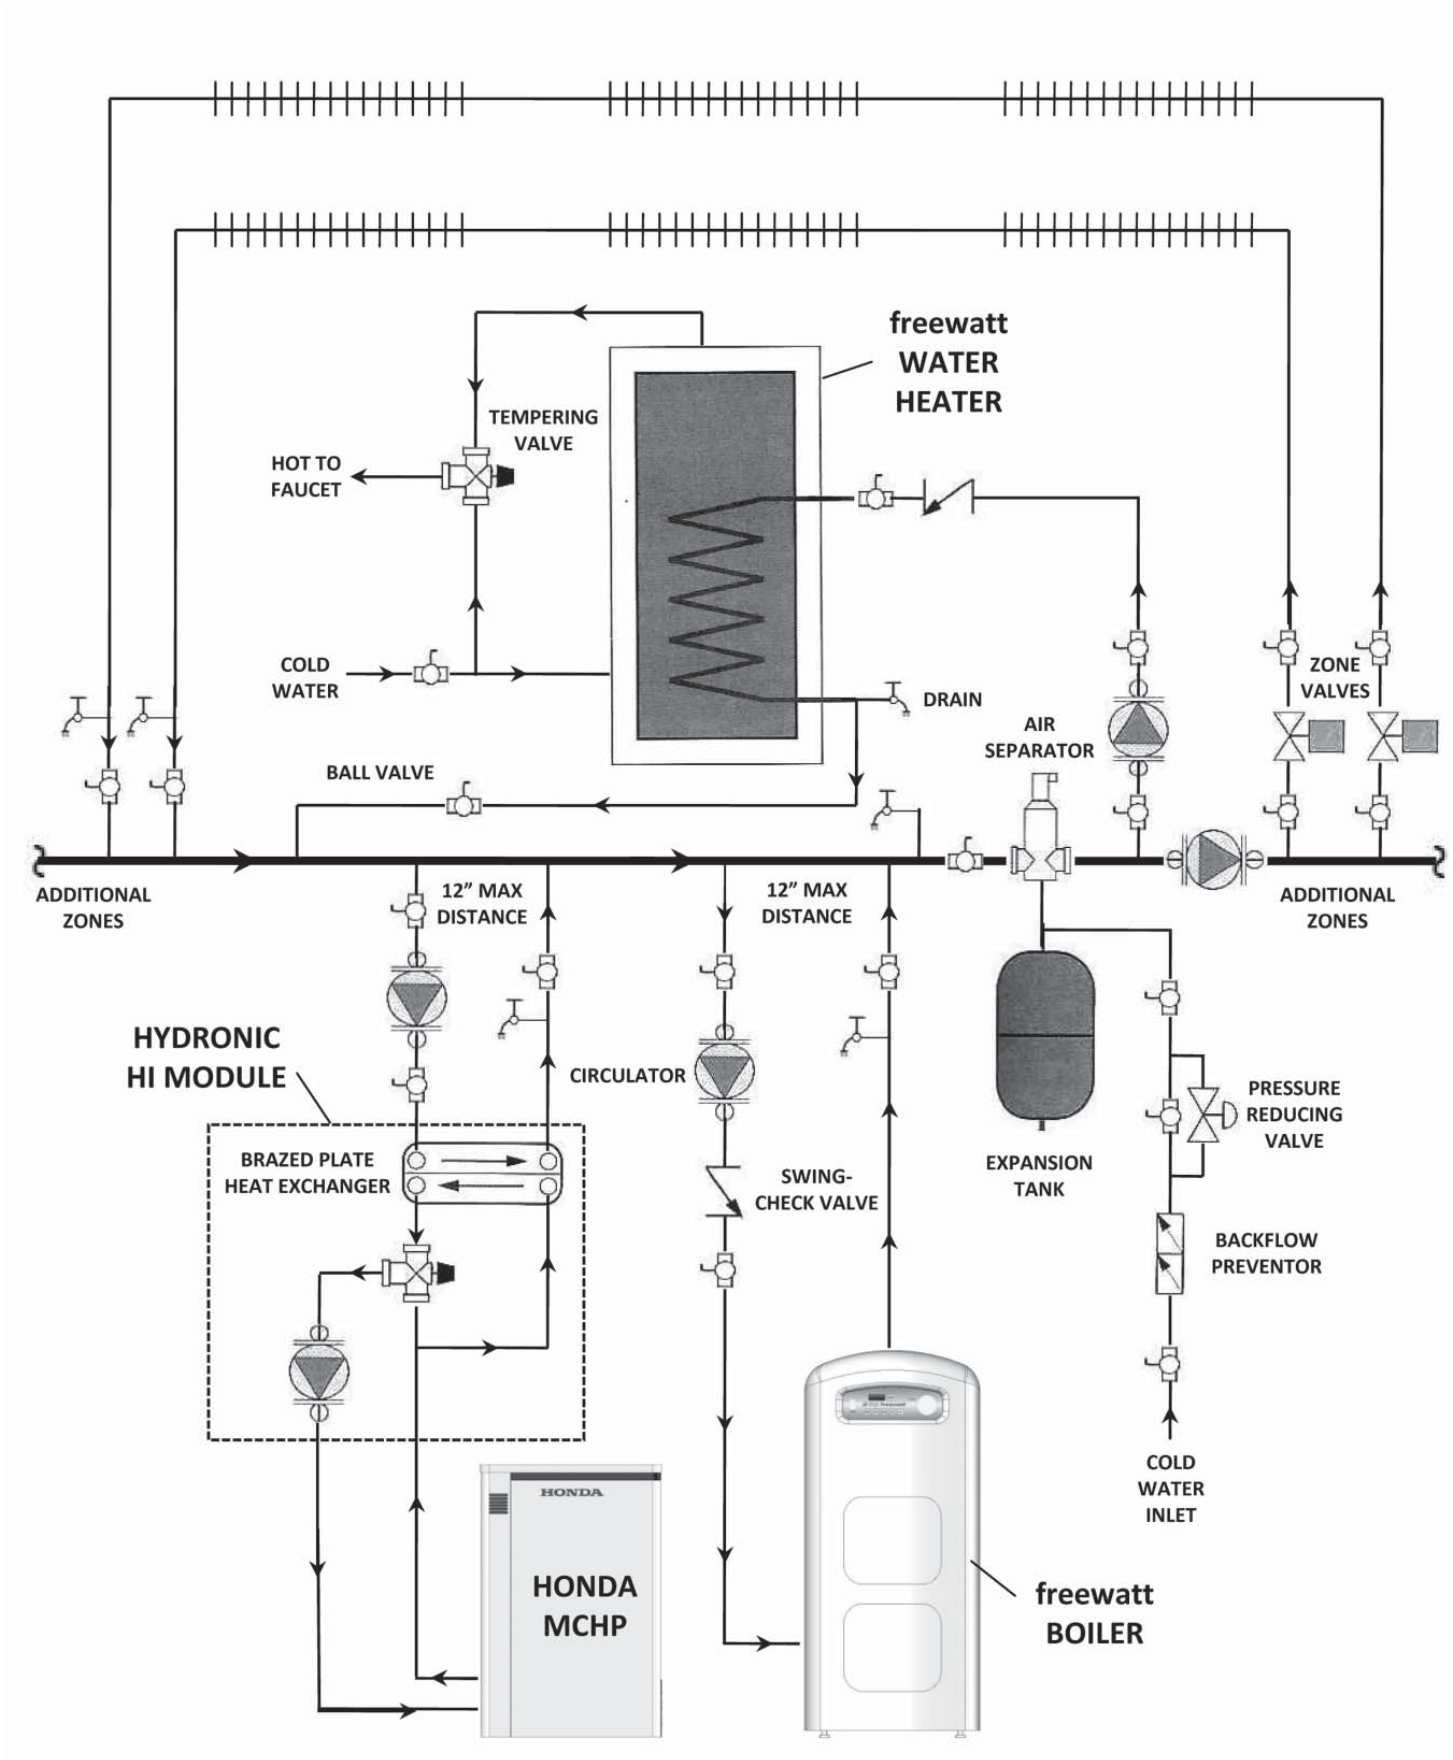 freewatt
WATER
HEATER
TEMPERING
VALVE
HOT TO
FAUCET
COLD
WATER
DRAIN
ZONE
VALVES
AIR
SEPARATOR
BALL VALVE
ADDITIONAL
ZONES
12” MAX
DISTANCE
12” MAX
DISTANCE
ADDITIONAL
ZONES
HYDRONIC
HI MODULE
CIRCULATOR
PRESSURE
REDUCING
VALVE
BRAZED PLATE
HEAT EXCHANGER
SWING-
CHECK VALVE
EXPANSION
TANK
BACKFLOW
PREVENTOR
COLD
WATER
INLET
HONDA
HONDA
MCHP
freewatt
BOILER